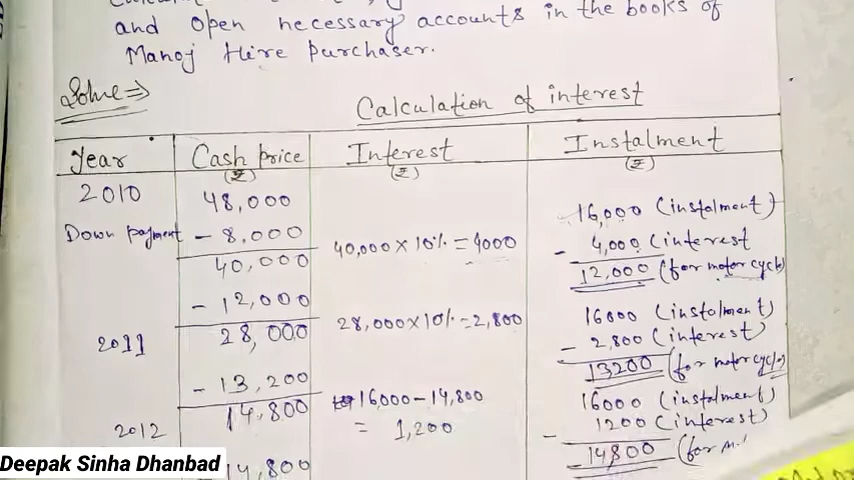 and open necessary accounts in the books of
Manoj Hire Purchaser.
Solve ⇒
Calculation of interest
Year Cash price (₹) Interest (₹) Instalment (₹)
2010 48,000
16,000 (instalment)
Down payment - 8,000 40,000 × 10% = 4000 - 4,000 (interest
40,000 12,000 (for motor cycle)
- 12,000 28,000 × 10% = 2,800 16000 (instalment)
2011 28,000 - 2,800 (interest)
13200 (for motor cycle)
- 13,200 16000 - 14,800 16000 (instalment)
14,800 = 1,200 - 1200 (interest)
2012 14800 (for
14,800
Deepak Sinha Dhanbad